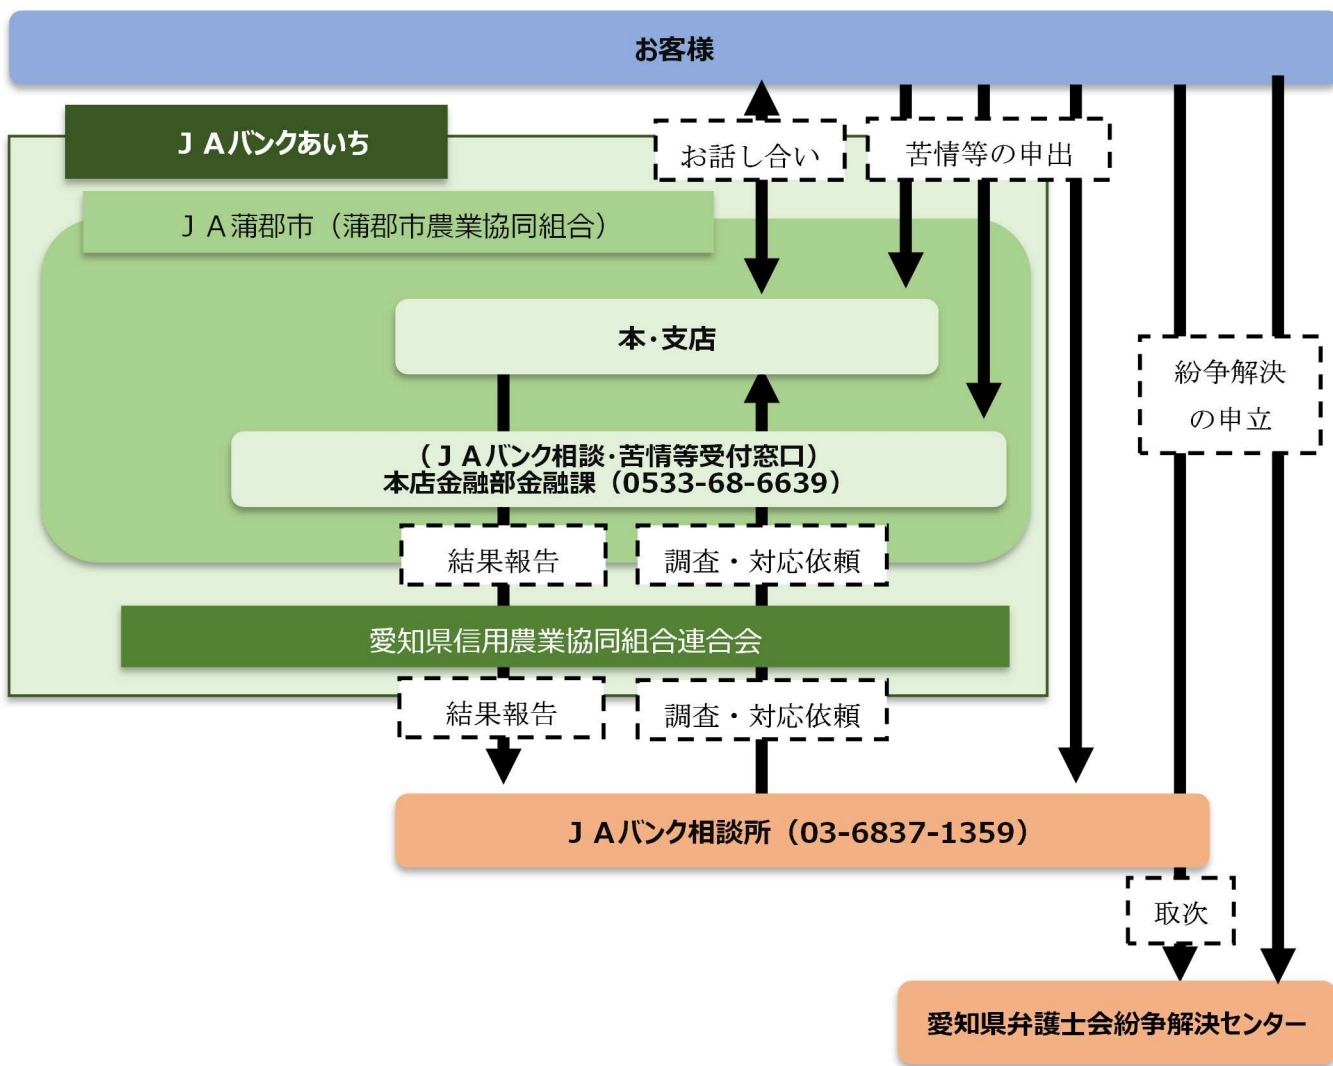 お客様
ＪＡバンクあいち
お話し合い
苦情等の申出
ＪＡ蒲郡市（蒲郡市農業協同組合）
本・支店
紛争解決
の申立
（ＪＡバンク相談・苦情等受付窓口）
本店金融部金融課（0533-68-6639）
結果報告
調査・対応依頼
愛知県信用農業協同組合連合会
結果報告
調査・対応依頼
ＪＡバンク相談所（03-6837-1359）
取次
愛知県弁護士会紛争解決センター